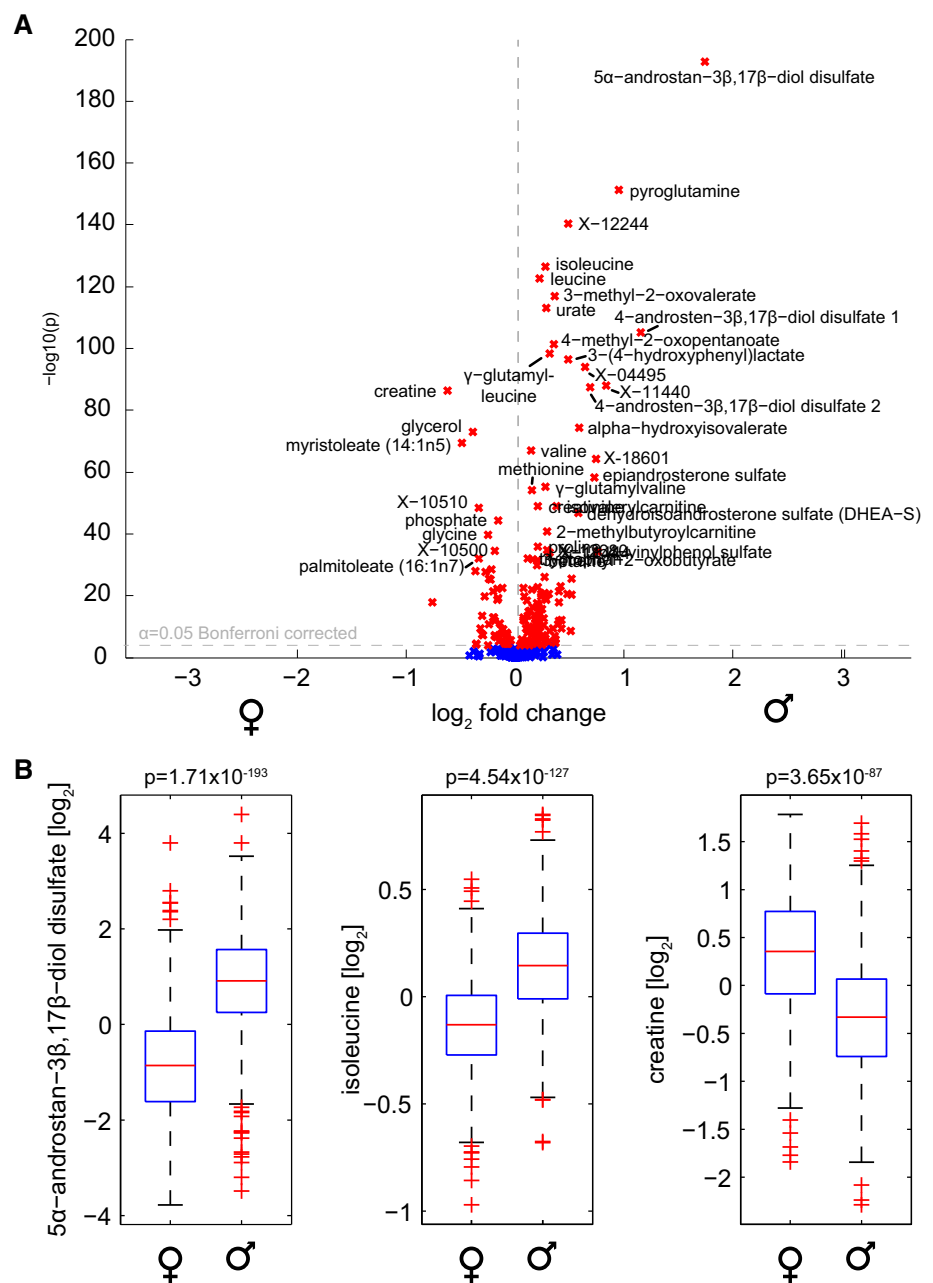 A
200
180
160
140
120
100
80
60
40
20
0
−log10(p)
5α−androstan−3β,17β−diol disulfate
pyroglutamine
X−12244
isoleucine
leucine
3−methyl−2−oxovalerate
urate
4−androsten−3β,17β−diol disulfate 1
4−methyl−2−oxopentanoate
3−(4−hydroxyphenyl)lactate
γ−glutamyl-
leucine
X−04495
X−11440
creatine
4−androsten−3β,17β−diol disulfate 2
glycerol
alpha−hydroxyisovalerate
myristoleate (14:1n5)
valine
X-18601
methionine
epiandrosterone sulfate
γ−glutamylvaline
X−10510
isovalerylcarnitine
dehydroisoandrosterone sulfate (DHEA−S)
phosphate
glycine
2−methylbutyroylcarnitine
proline
X−10500
vinylphenol sulfate
palmitoleate (16:1n7)
2−oxobutyrate
α=0.05 Bonferroni corrected
−3 −2 −1 0 1 2 3
♀ log2 fold change ♂
B
p=1.71x10-193
5α−androstan−3β,17β−diol disulfate [log2]
4
2
0
−2
−4
♀ ♂
p=4.54x10-127
isoleucine [log2]
0.5
0
−0.5
−1
♀ ♂
p=3.65x10-87
creatine [log2]
1.5
1
0.5
0
−0.5
−1
−1.5
−2
♀ ♂